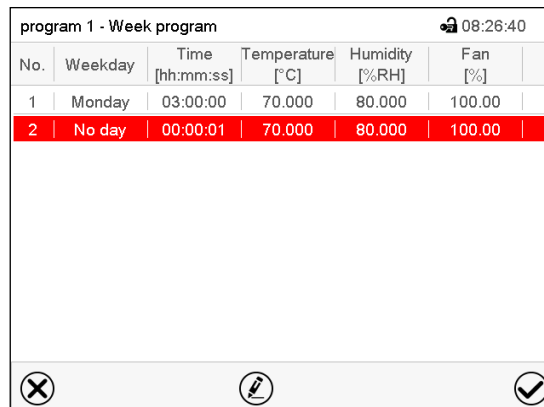 program 1 - Week program 08:26:40
No. Weekday Time [hh:mm:ss] Temperature [°C] Humidity [%RH] Fan [%]
1 Monday 03:00:00 70.000 80.000 100.00
2 No day 00:00:01 70.000 80.000 100.00